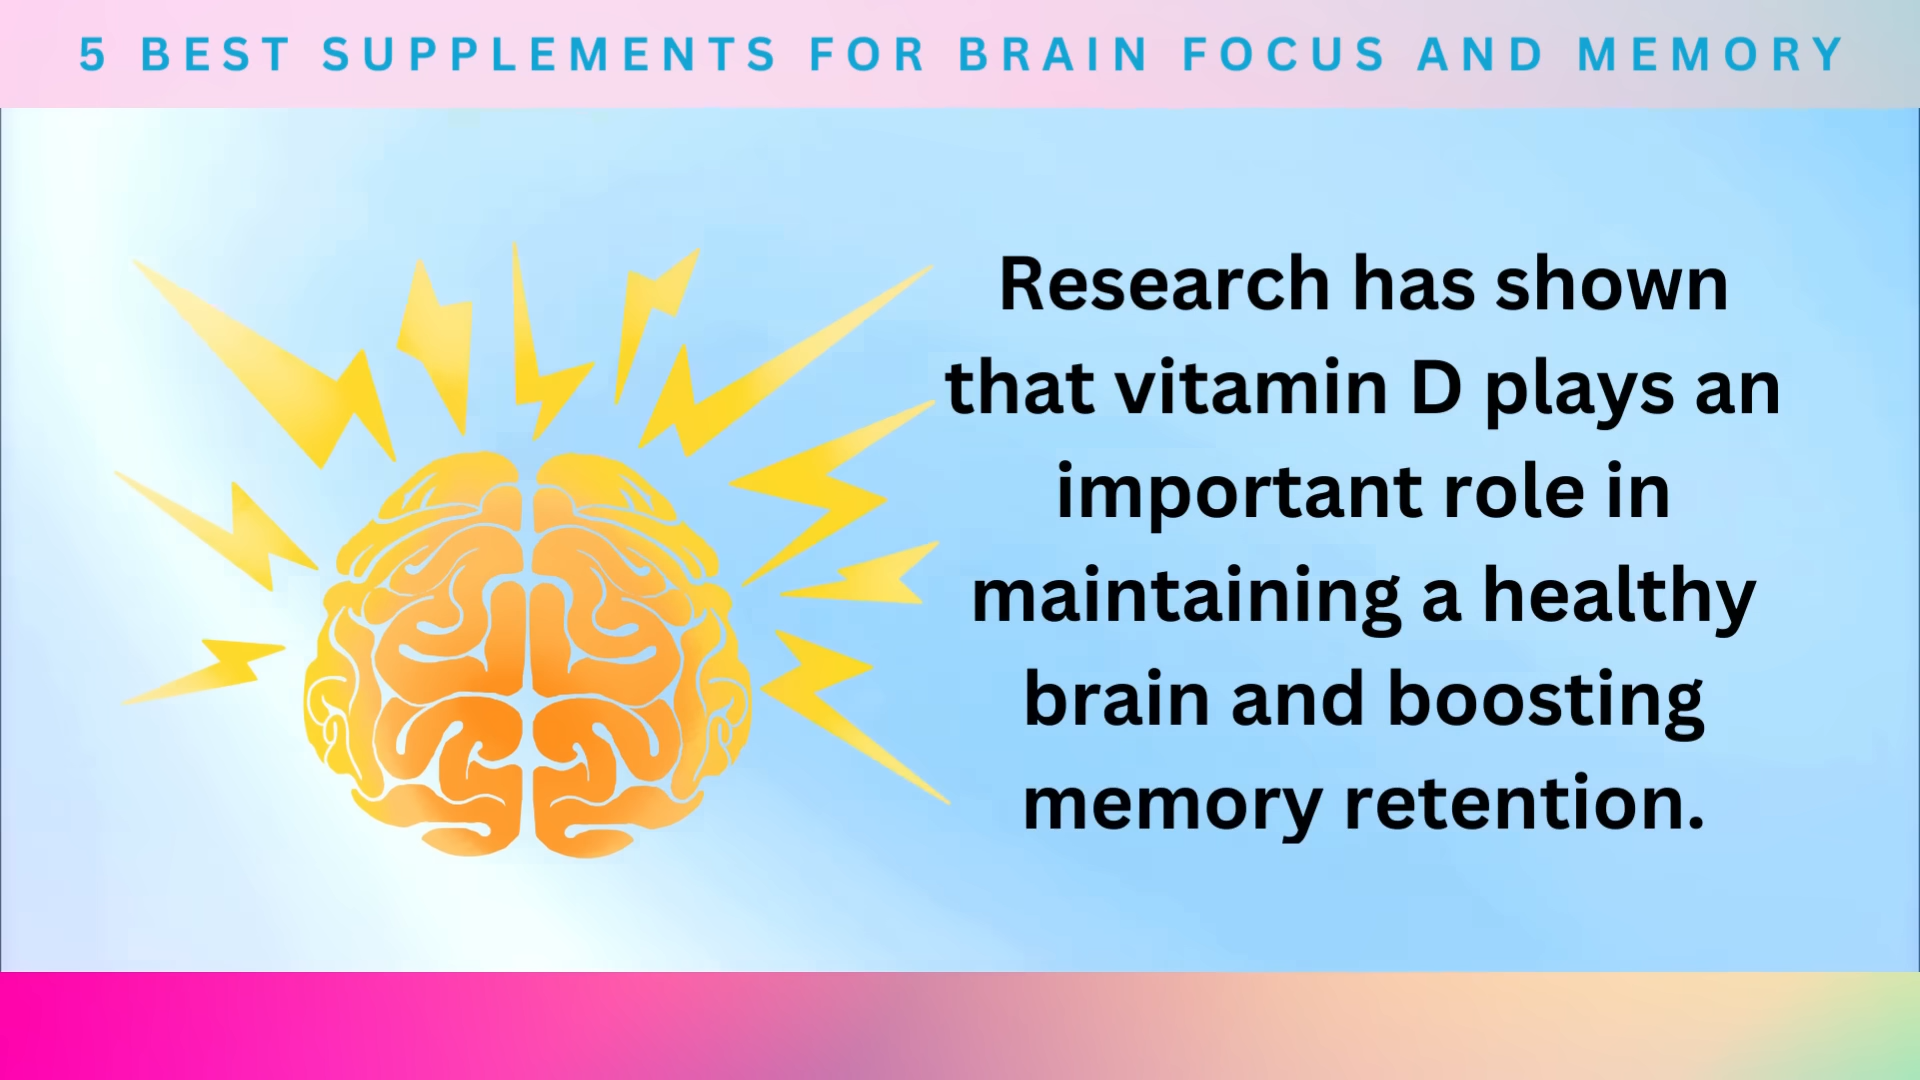 5 BEST SUPPLEMENTS FOR BRAIN FOCUS AND MEMORY
Research has shown
that vitamin D plays an
important role in
maintaining a healthy
brain and boosting
memory retention.